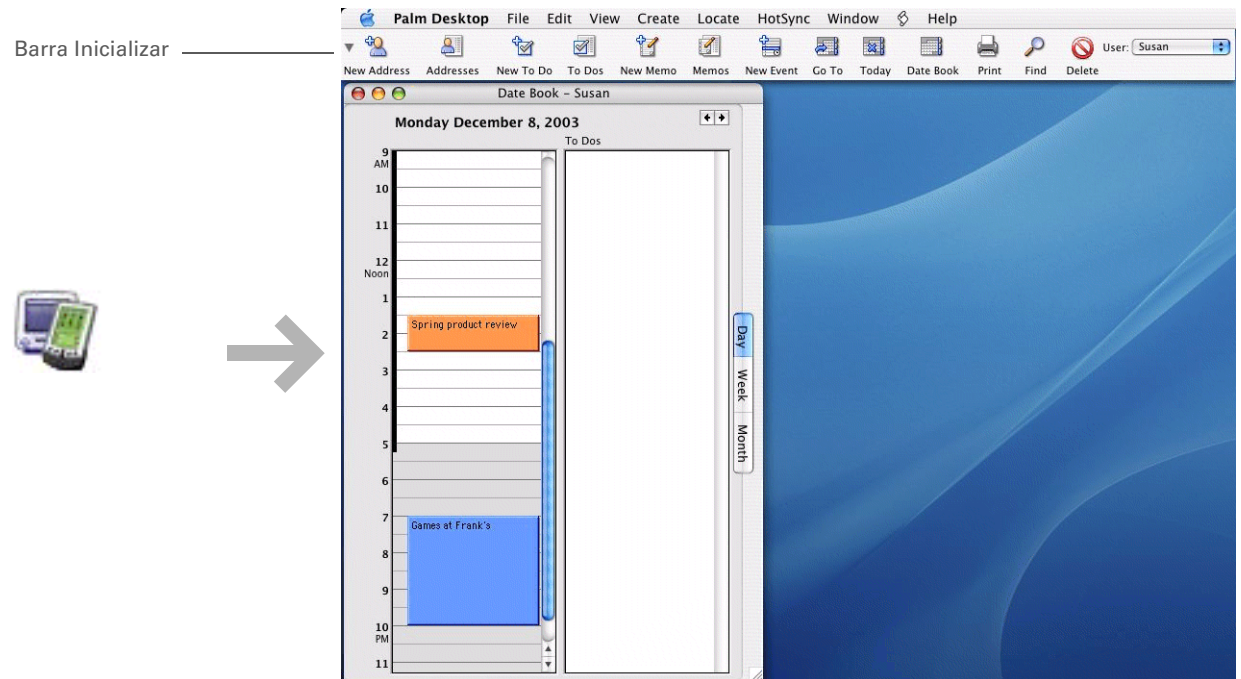 Palm Desktop File Edit View Create Locate HotSync Window Help
Barra Inicializar
User: Susan
New Address Addresses New To Do To Dos New Memo Memos New Event Go To Today Date Book Print Find Delete
Date Book – Susan
Monday December 8, 2003
To Dos
9
AM
10
11
12
Noon
1
Spring product review
2
Day
3
Week
4
Month
5
6
7
Games at Frank's
8
9
10
PM
11